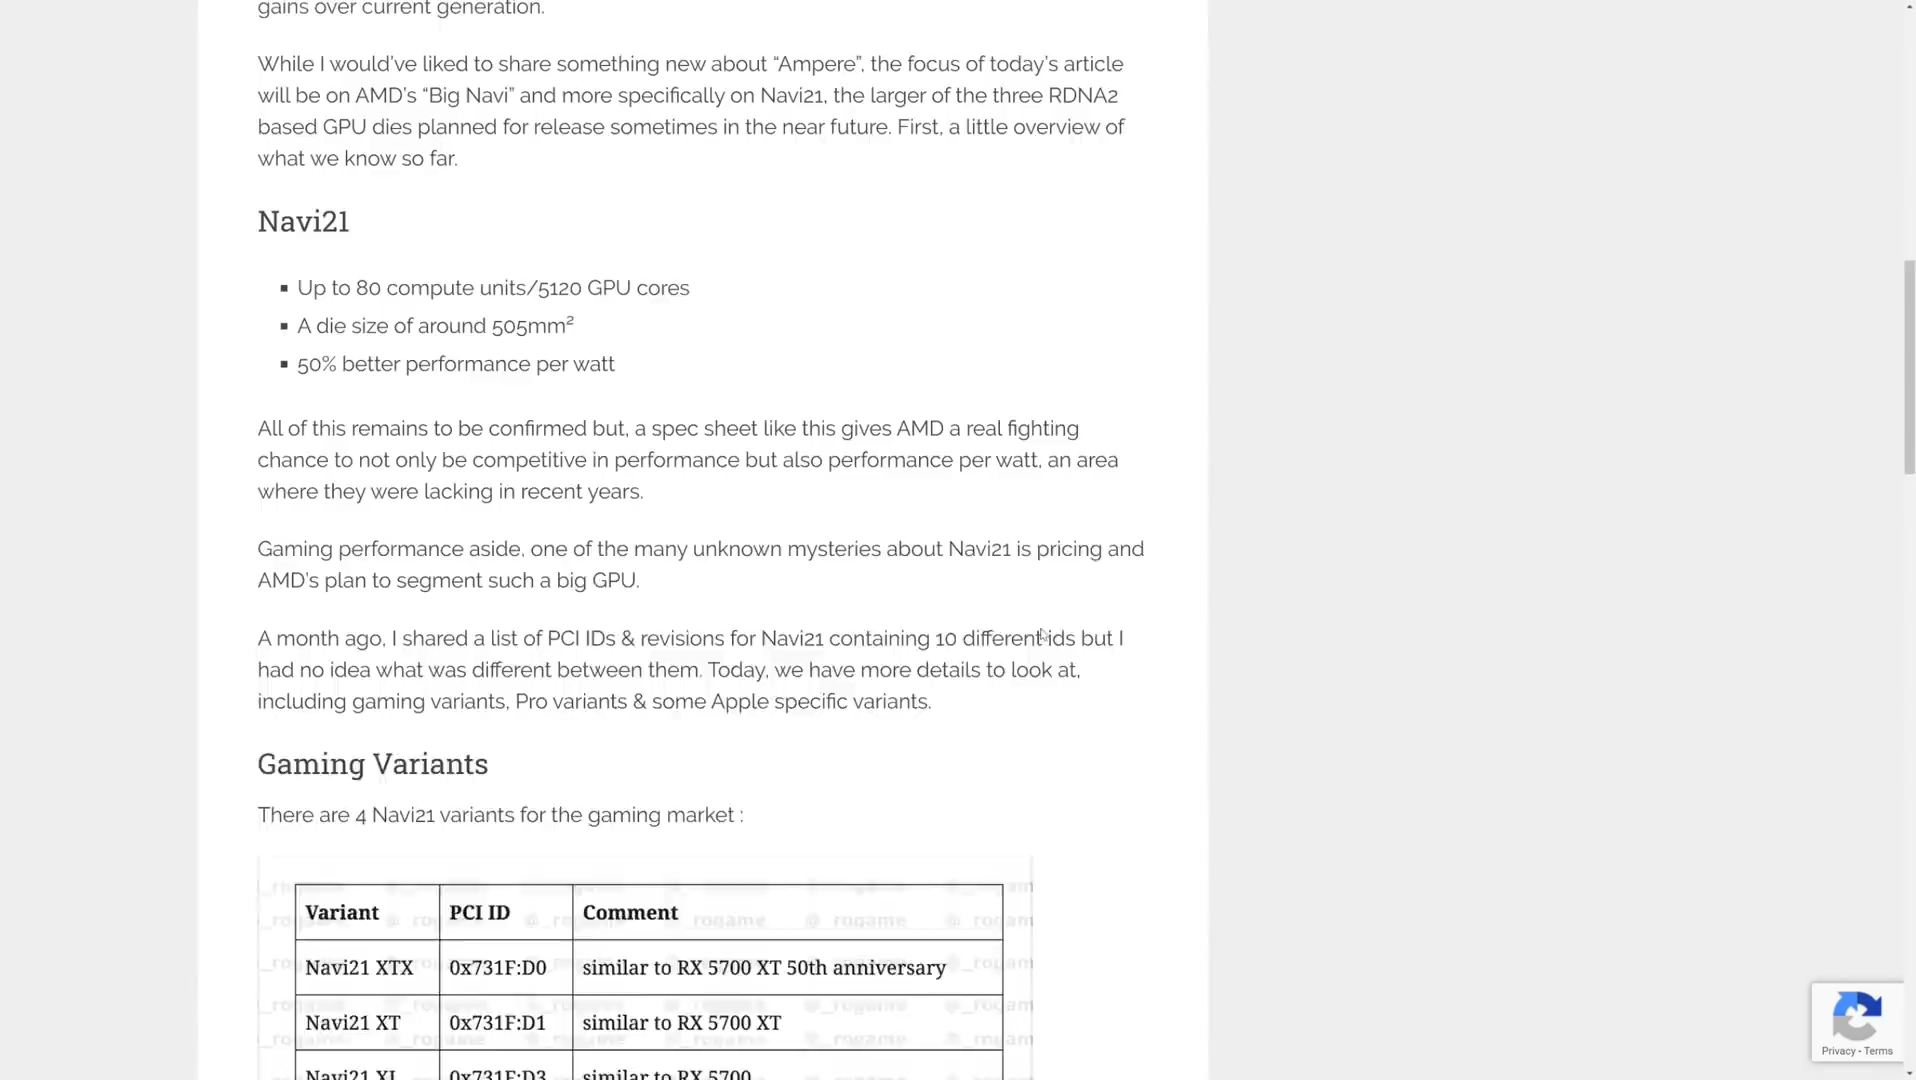 gains over current generation.
While I would've liked to share something new about “Ampere”, the focus of today's article
will be on AMD's “Big Navi” and more specifically on Navi21, the larger of the three RDNA2
based GPU dies planned for release sometimes in the near future. First, a little overview of
what we know so far.
Navi21
▪ Up to 80 compute units/5120 GPU cores
▪ A die size of around 505mm²
▪ 50% better performance per watt
All of this remains to be confirmed but, a spec sheet like this gives AMD a real fighting
chance to not only be competitive in performance but also performance per watt, an area
where they were lacking in recent years.
Gaming performance aside, one of the many unknown mysteries about Navi21 is pricing and
AMD's plan to segment such a big GPU.
A month ago, I shared a list of PCI IDs & revisions for Navi21 containing 10 different ids but I
had no idea what was different between them. Today, we have more details to look at,
including gaming variants, Pro variants & some Apple specific variants.
Gaming Variants
There are 4 Navi21 variants for the gaming market :
Variant PCI ID Comment
Navi21 XTX 0x731F:D0 similar to RX 5700 XT 50th anniversary
Navi21 XT 0x731F:D1 similar to RX 5700 XT
Navi21 XL 0x731F:D3 similar to RX 5700
Privacy - Terms